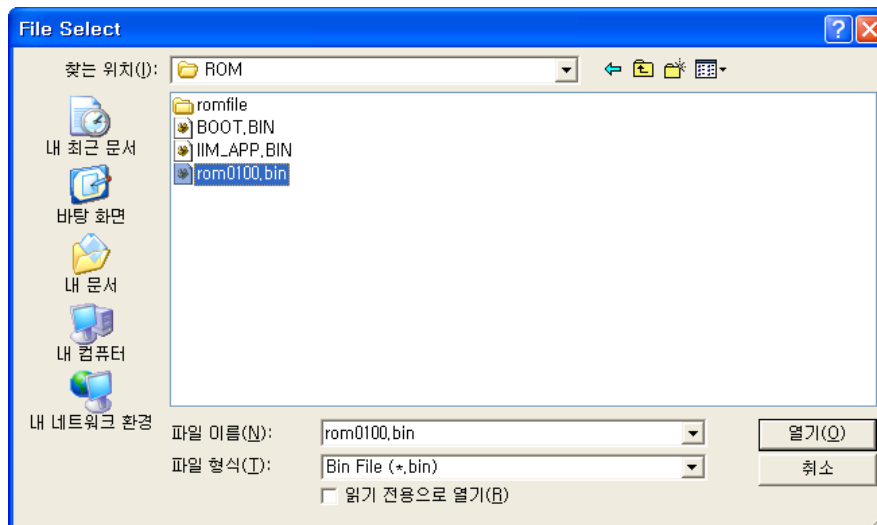 File Select
찾는 위치(I):
ROM
romfile
BOOT.BIN
IIM_APP.BIN
rom0100.bin
내 최근 문서
바탕 화면
내 문서
내 컴퓨터
내 네트워크 환경
파일 이름(N):
rom0100.bin
열기(O)
파일 형식(T):
Bin File (*.bin)
취소
읽기 전용으로 열기(R)